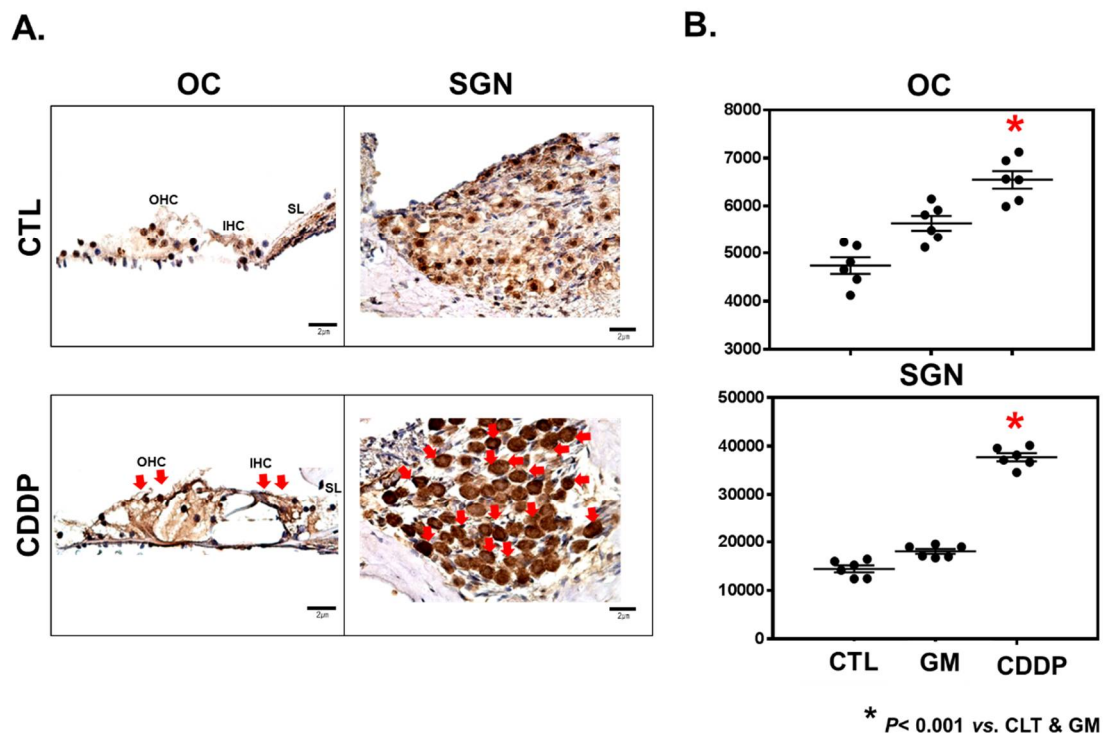 A.
OC SGN
CTL
OHC
IHC
SL
2μm
2μm
CDDP
OHC
IHC
SL
2μm
2μm
B.
OC
*
8000
7000
6000
5000
4000
3000
SGN
*
50000
40000
30000
20000
10000
0
CTL GM CDDP
* P< 0.001 vs. CLT & GM